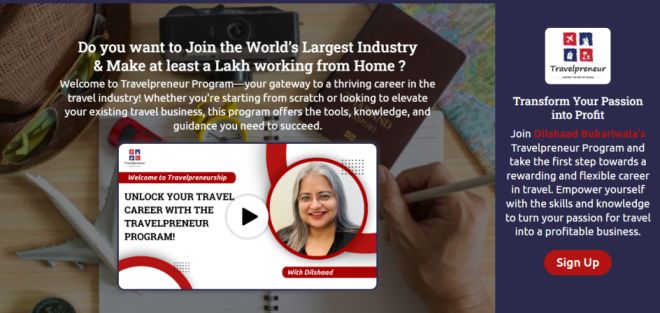 Do you want to Join the World's Largest Industry
& Make at least a Lakh working from Home ?
Welcome to Travelpreneur Program—your gateway to a thriving career in the
travel industry! Whether you're starting from scratch or looking to elevate
your existing travel business, this program offers the tools, knowledge, and
guidance you need to succeed.
Travelpreneur
Welcome to Travelpreneurship
UNLOCK YOUR TRAVEL
CAREER WITH THE
TRAVELPRENEUR
PROGRAM!
With Dilshaad
Travelpreneur
Transform Your Passion
into Profit
Join Dilshaad Buhariwala's
Travelpreneur Program and
take the first step towards a
rewarding and flexible career
in travel. Empower yourself
with the skills and knowledge
to turn your passion for travel
into a profitable business.
Sign Up